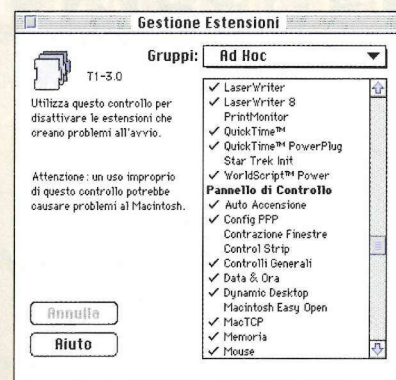 Gestione Estensioni
Gruppi: Ad Hoc
T1-3.0
Utilizza questo controllo per
disattivare le estensioni che
creano problemi all'avvio.
Attenzione: un uso improprio
di questo controllo potrebbe
causare problemi al Macintosh.
Annulla
Aiuto
✓ LaserWriter
✓ LaserWriter 8
PrintMonitor
✓ QuickTime™
✓ QuickTime™ PowerPlug
Star Trek Init
✓ WorldScript™ Power
Pannello di Controllo
✓ Auto Accensione
✓ Config PPP
Contrazione Finestre
Control Strip
✓ Controlli Generali
✓ Data & Ora
✓ Dynamic Desktop
Macintosh Easy Open
✓ MacTCP
✓ Memoria
✓ Mouse